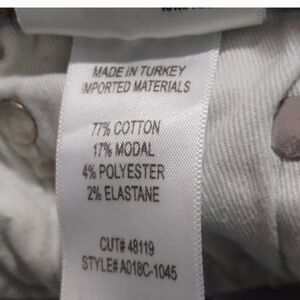 MADE IN TURKEY
IMPORTED MATERIALS
77% COTTON
17% MODAL
4% POLYESTER
2% ELASTANE
CUT# 48119
STYLE# A018C-1045